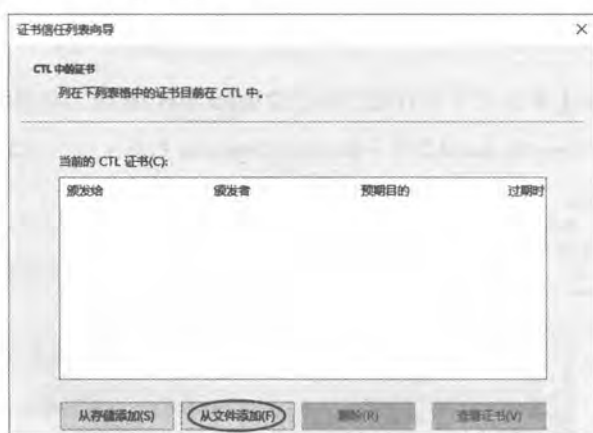 证书信任列表向导
CTL 中的证书
列在下列表格中的证书目前在 CTL 中。
当前的 CTL 证书(C):
颁发给 颁发者 预期目的 过期时
从存储添加(S) 从文件添加(F) 删除(R) 查看证书(V)